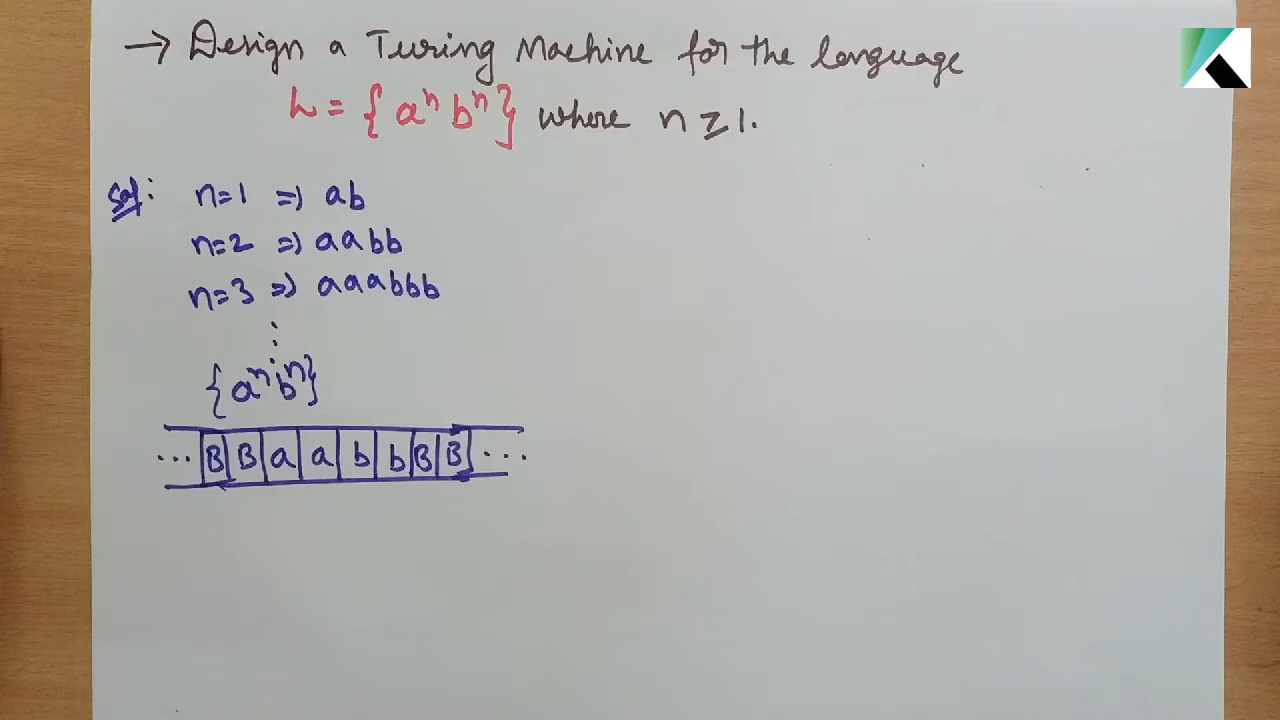 → Design a Turing Machine for the language
L = {aⁿ bⁿ} where n ≥ 1.
Sol: n=1 => ab
n=2 => aabb
n=3 => aaabbb
⋮
{aⁿbⁿ}
... B B a a b b B B ...